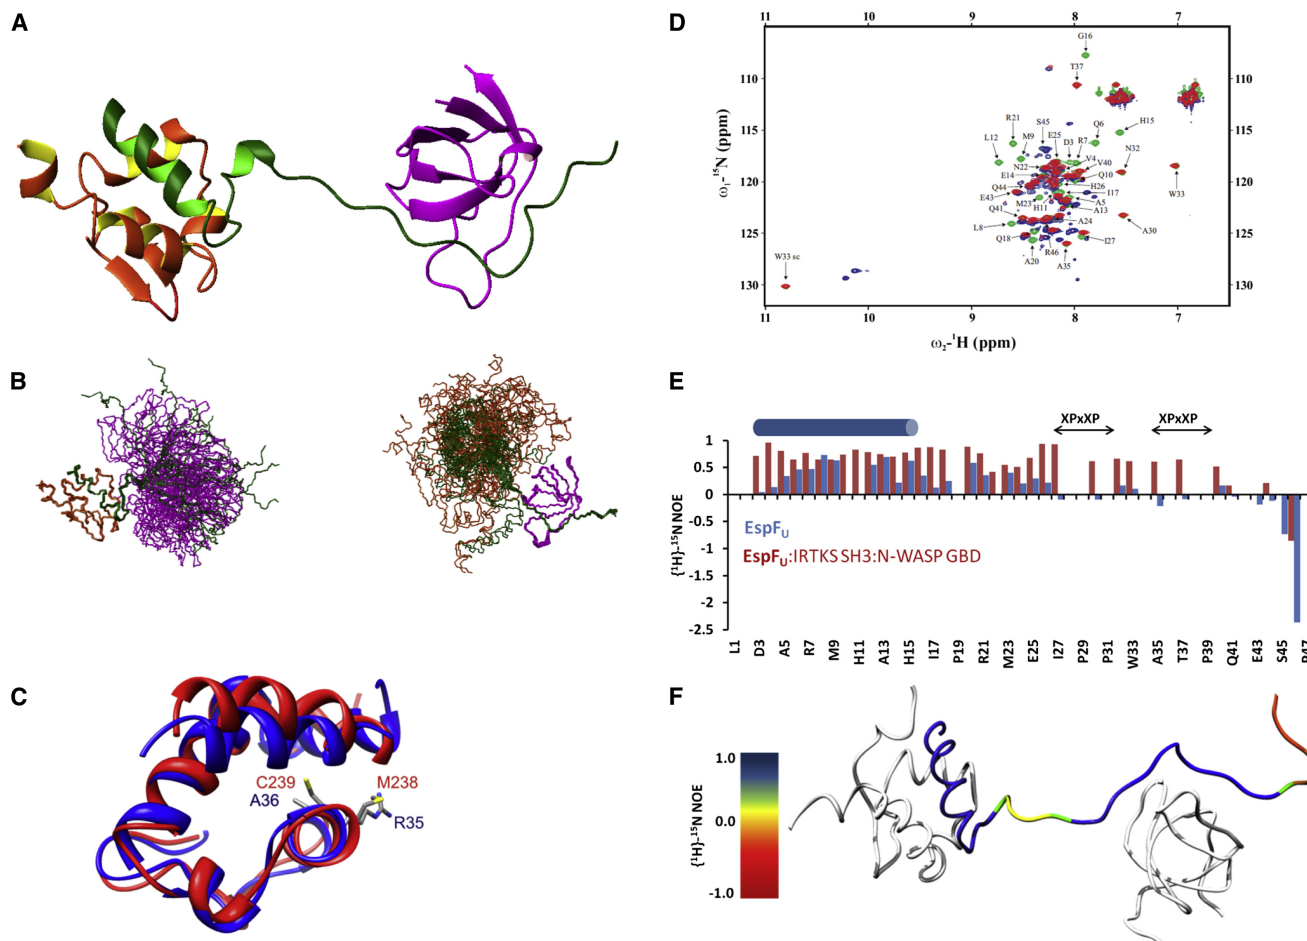 A
B
C
C239
A36
M238
R35
D
11
10
9
8
7
G16
T37
110
110
R21
M9
S45
E25
D3
R7
Q6
H15
115
115
L12
N22
V4
V40
N32
E14
Q10
W33
120
120
Q44
H26
I17
E43
M23
H11
A5
A13
Q41
A24
A30
L8
125
125
Q18
A20
R46
A35
I27
W33 sc
130
130
11
10
9
8
7
ω₁-¹⁵N (ppm)
ω₂-¹H (ppm)
E
XPxXP
XPxXP
1
0.5
0
-0.5
-1
-1.5
-2
-2.5
{¹H}-¹⁵N NOE
EspFᵤ
EspFᵤ:IRTKS SH3:N-WASP GBD
L1 D3 A5 R7 M9 H11 A13 H15 I17 P19 R21 M23 E25 I27 P29 P31 W33 A35 T37 P39 Q41 E43 S45 R47
F
1.0
0.0
-1.0
{¹H}-¹⁵N NOE